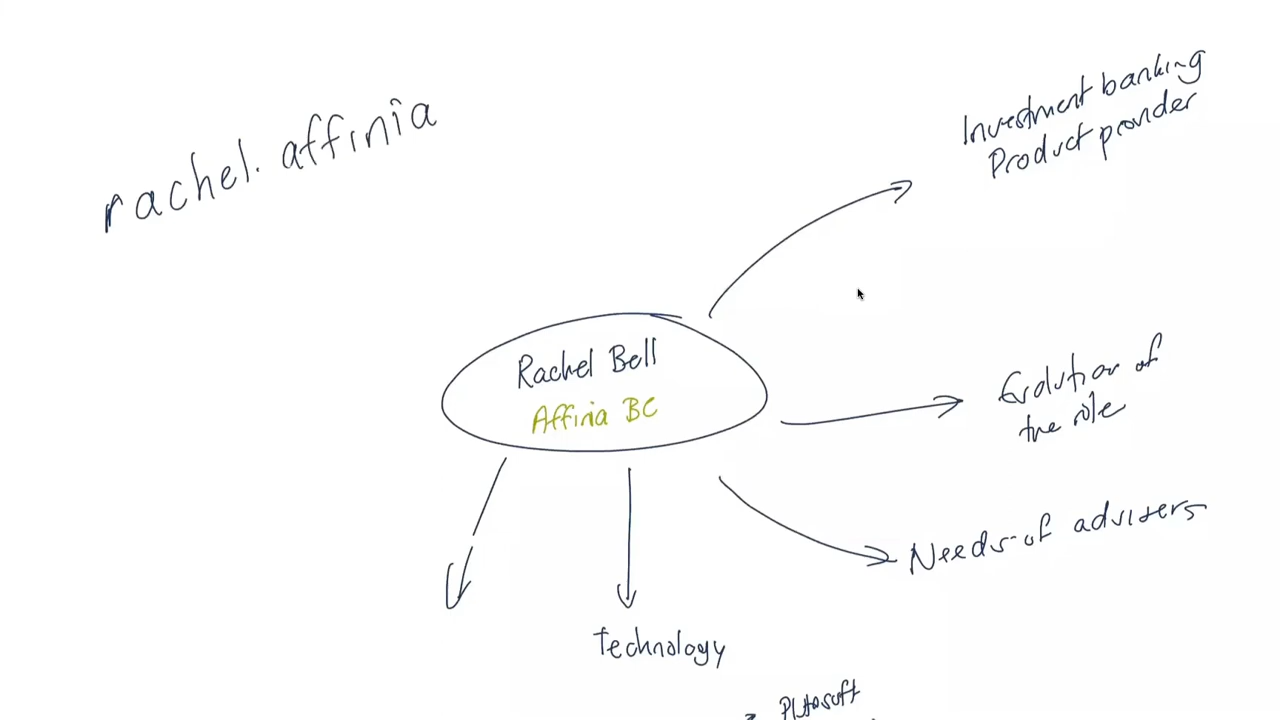 rachel.affinia
Investment banking
Product provider
Rachel Bell
Affinia BC
Evolution of
the role
Needs of advisers
Technology
Plutosoft